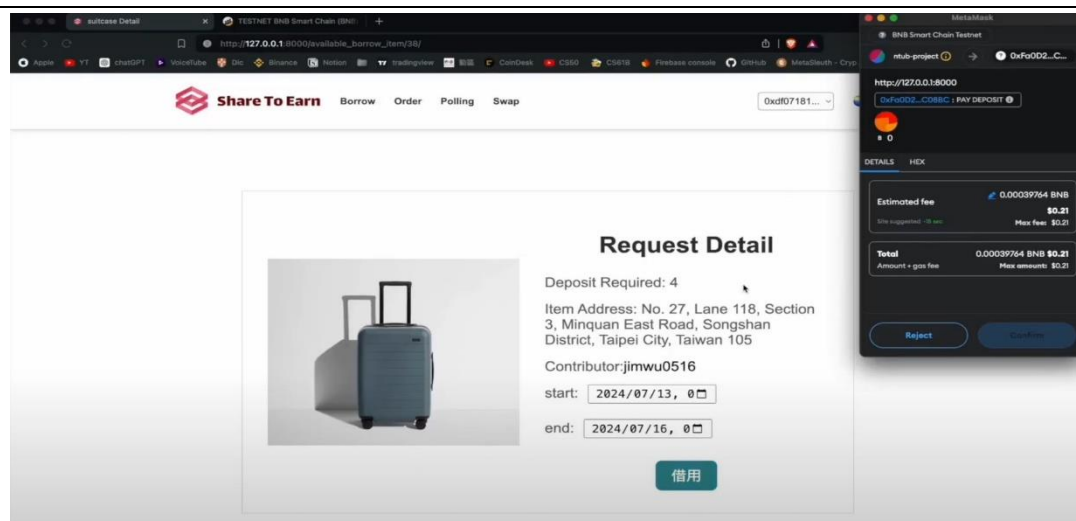 suitcase Detail
TESTNET BNB Smart Chain (BNB)
http://127.0.0.1:8000/available_borrow_item/38/
Apple YT chatGPT VoiceTube Dic Binance Notion tradingview CoinDesk CS50 CS61B Firebase console GitHub MetaSleuth - Cryp
Share To Earn Borrow Order Polling Swap 0xdf07181...
Request Detail
Deposit Required: 4
Item Address: No. 27, Lane 118, Section
3, Minquan East Road, Songshan
District, Taipei City, Taiwan 105
Contributor:jimwu0516
start: 2024/07/13, 0
end: 2024/07/16, 0
借用
MetaMask
BNB Smart Chain Testnet
ntub-project 0xFa0D2...C...
http://127.0.0.1:8000
0xFa0D2...C08BC : PAY DEPOSIT
0
DETAILS HEX
Estimated fee 0.00039764 BNB
$0.21
Site suggested ~15 sec Max fee: $0.21
Total 0.00039764 BNB $0.21
Amount + gas fee Max amount: $0.21
Reject Confirm